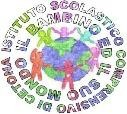 ISTITUTO SCOLASTICO COMPRENSIVO DI CETONA
IL BAMBINO ED IL SUO MONDO